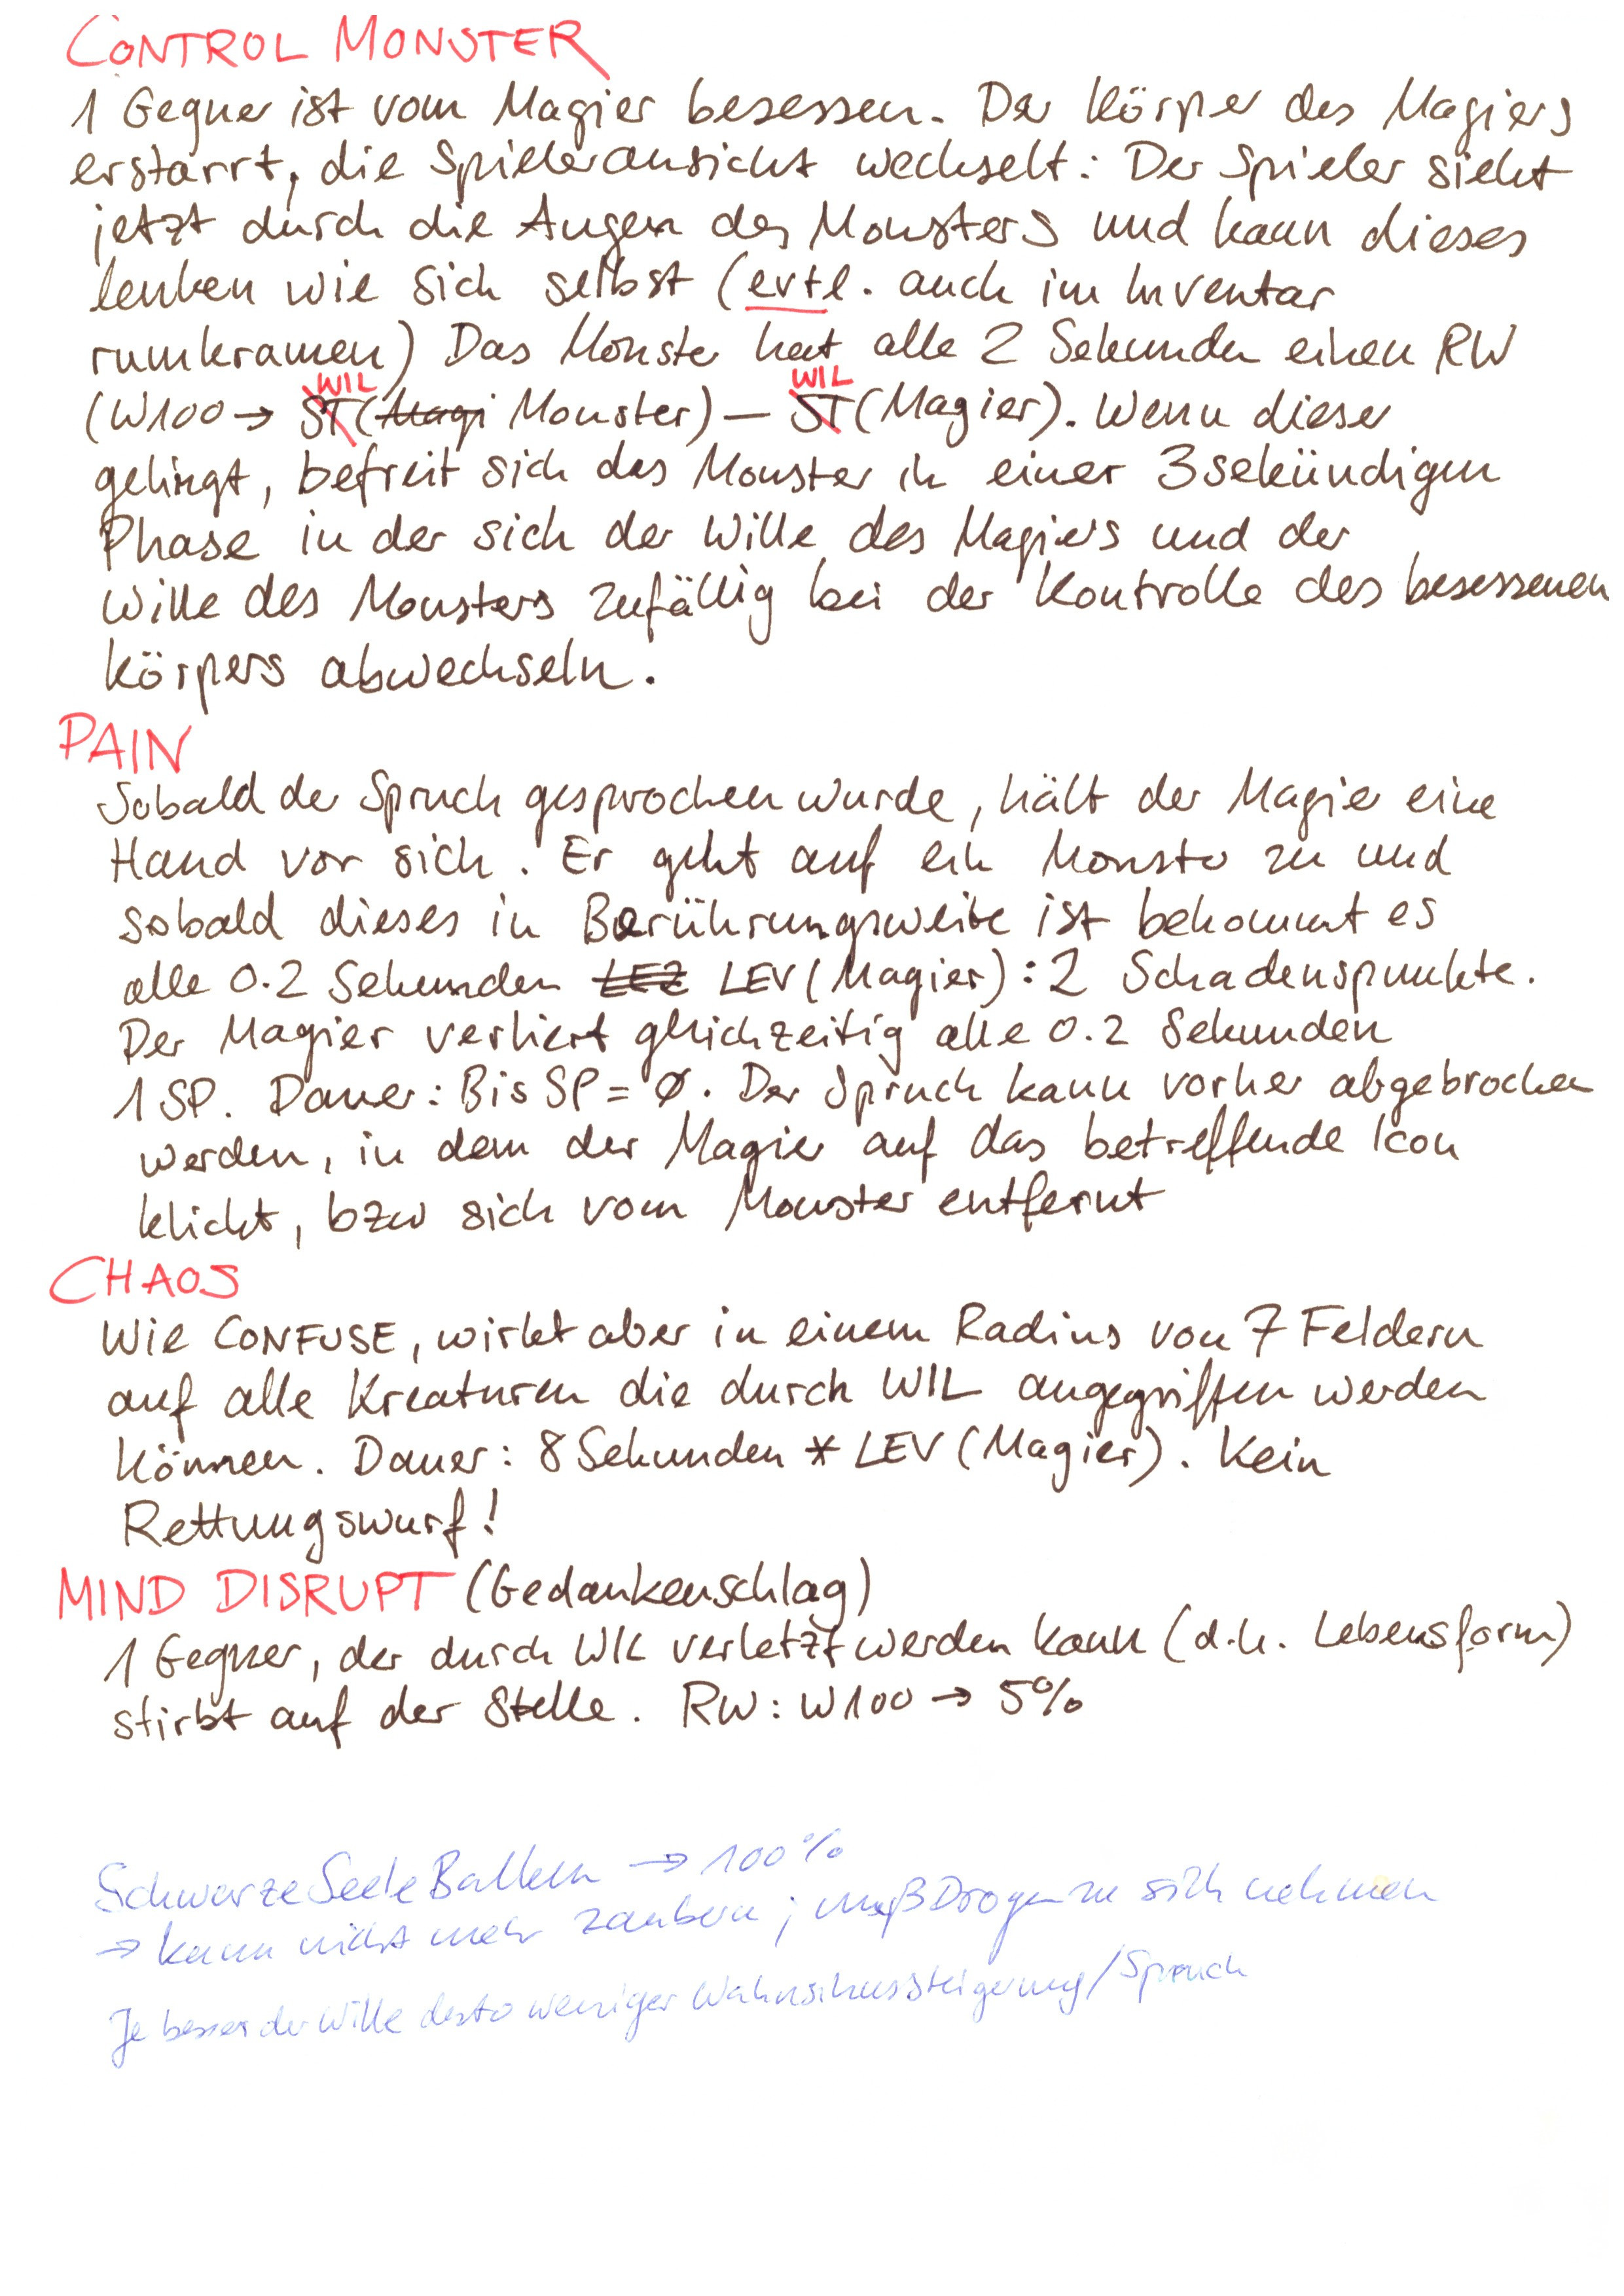 CONTROL MONSTER
1 Gegner ist vom Magier besessen. Der Körper des Magiers
erstarrt, die Spieleransicht wechselt: Der Spieler sieht
jetzt durch die Augen des Monsters und kann dieses
lenken wie sich selbst (evtl. auch im Inventar
rumkramen) Das Monster hat alle 2 Sekunden einen RW
WIL WIL
(W100 → ST(Magi Monster) – ST(Magier). Wenn dieser
gelingt, befreit sich das Monster in einer 3sekündigen
Phase in der sich der Wille des Magiers und der
Wille des Monsters zufällig bei der Kontrolle des besessenen
Körpers abwechseln.
PAIN
Sobald der Spruch gesprochen wurde, hält der Magier eine
Hand vor sich. Er geht auf ein Monster zu und
sobald dieses in Berührungsweite ist bekommt es
alle 0.2 Sekunden LEZ LEV(Magier):2 Schadenspunkte.
Der Magier verliert gleichzeitig alle 0.2 Sekunden
1 SP. Dauer: Bis SP = Ø. Der Spruch kann vorher abgebrochen
werden, in dem der Magier auf das betreffende Icon
klickt, bzw sich vom Monster entfernt
CHAOS
Wie CONFUSE, wirkt aber in einem Radius von 7 Feldern
auf alle Kreaturen die durch WIL angegriffen werden
können. Dauer: 8 Sekunden * LEV (Magier). Kein
Rettungswurf!
MIND DISRUPT (Gedankenschlag)
1 Gegner, der durch WIL verletzt werden kann (d.h. Lebensform)
stirbt auf der Stelle. RW: W100 → 5%
Schwarze Seele Balken → 100%
→ kann nicht mehr zaubern; muß Drogen zu sich nehmen
Je besser der Wille desto weniger Wahnsinnssteigerung/Spruch